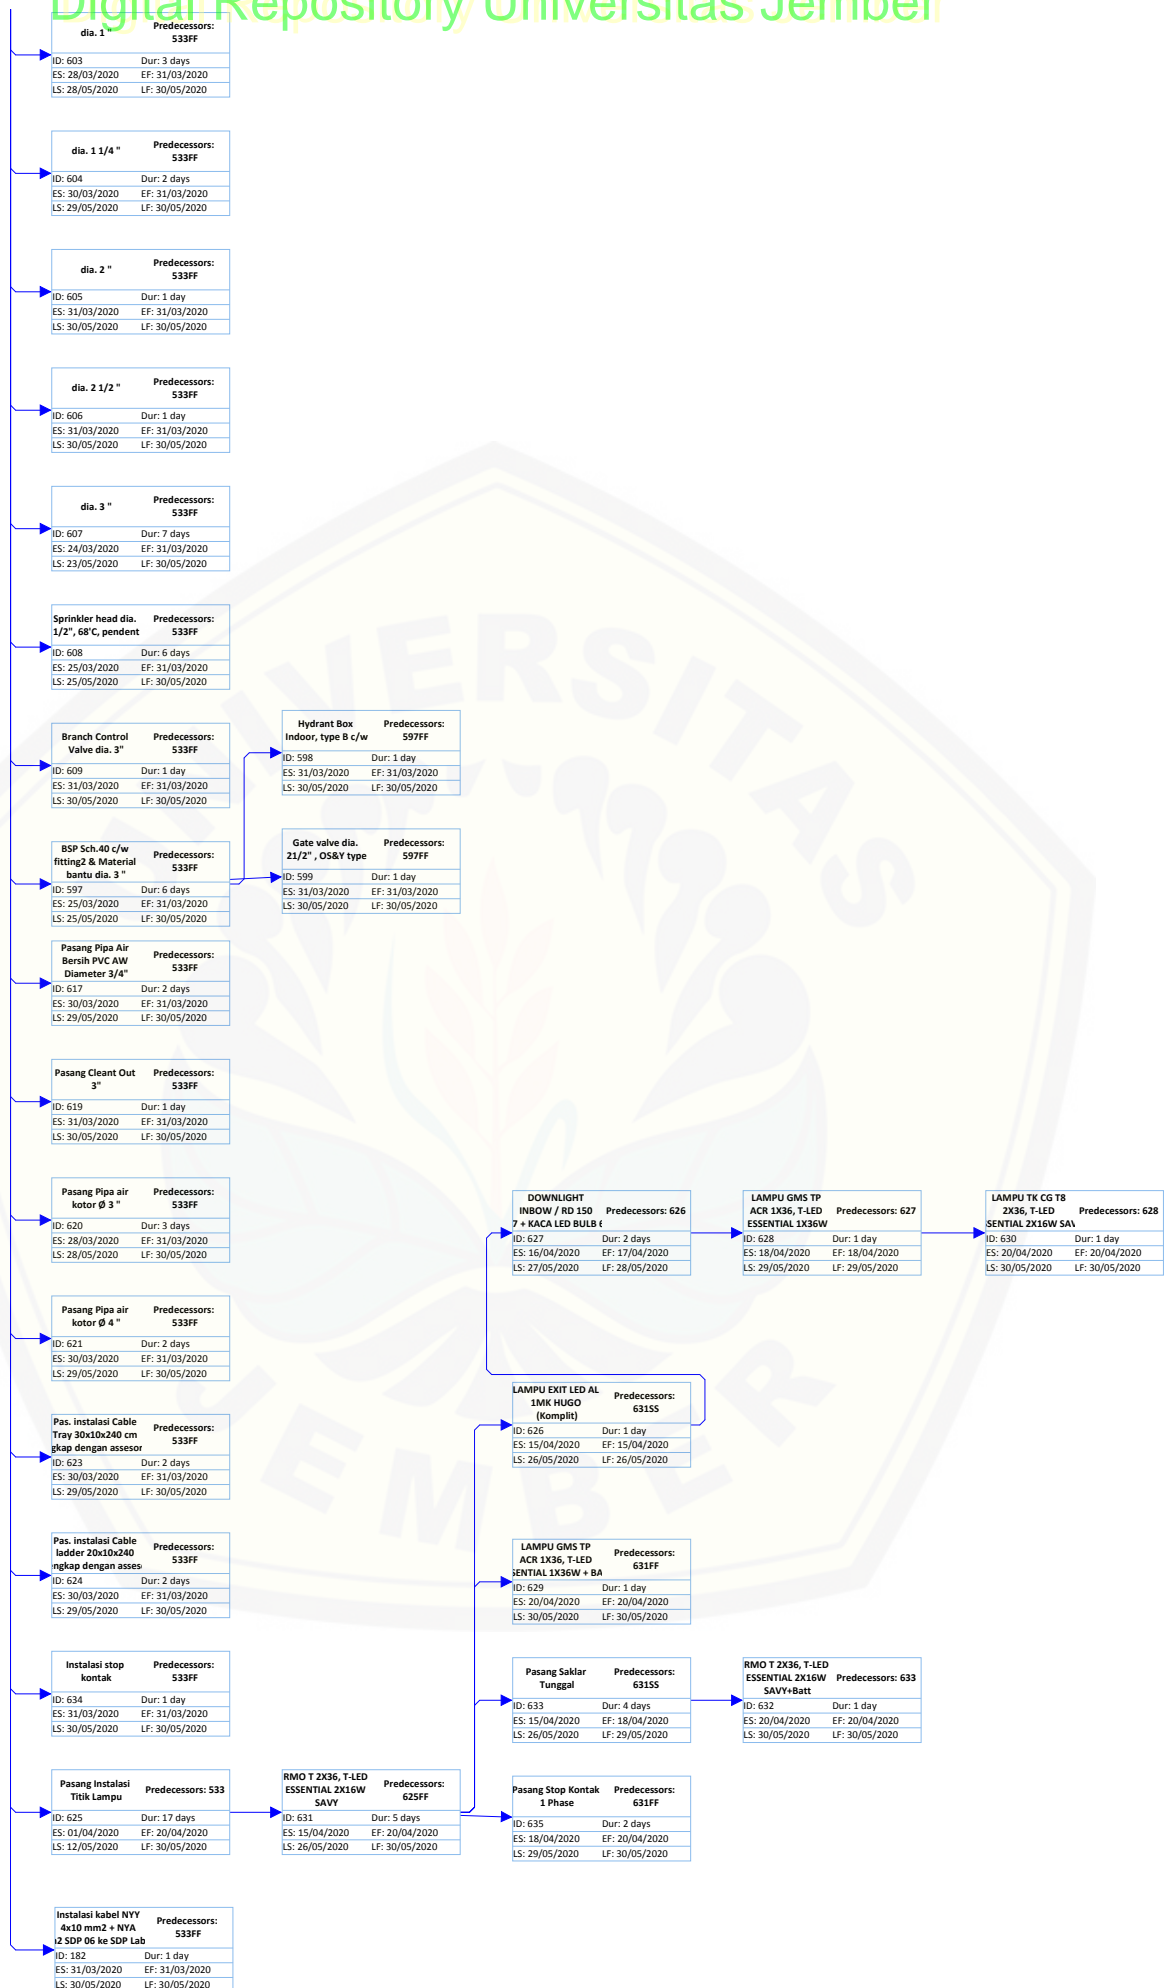 Digital Repository Universitas Jember
dia. 1 "
Predecessors:
533FF
ID: 603 Dur: 3 days
ES: 28/03/2020 EF: 31/03/2020
LS: 28/05/2020 LF: 30/05/2020
dia. 1 1/4 "
Predecessors:
533FF
ID: 604 Dur: 2 days
ES: 30/03/2020 EF: 31/03/2020
LS: 29/05/2020 LF: 30/05/2020
dia. 2 "
Predecessors:
533FF
ID: 605 Dur: 1 day
ES: 31/03/2020 EF: 31/03/2020
LS: 30/05/2020 LF: 30/05/2020
dia. 2 1/2 "
Predecessors:
533FF
ID: 606 Dur: 1 day
ES: 31/03/2020 EF: 31/03/2020
LS: 30/05/2020 LF: 30/05/2020
dia. 3 "
Predecessors:
533FF
ID: 607 Dur: 7 days
ES: 24/03/2020 EF: 31/03/2020
LS: 23/05/2020 LF: 30/05/2020
Sprinkler head dia.
1/2", 68'C, pendent
Predecessors:
533FF
ID: 608 Dur: 6 days
ES: 25/03/2020 EF: 31/03/2020
LS: 25/05/2020 LF: 30/05/2020
Branch Control
Valve dia. 3"
Predecessors:
533FF
ID: 609 Dur: 1 day
ES: 31/03/2020 EF: 31/03/2020
LS: 30/05/2020 LF: 30/05/2020
Hydrant Box
Indoor, type B c/w
Predecessors:
597FF
ID: 598 Dur: 1 day
ES: 31/03/2020 EF: 31/03/2020
LS: 30/05/2020 LF: 30/05/2020
BSP Sch.40 c/w
fitting2 & Material
bantu dia. 3 "
Predecessors:
533FF
ID: 597 Dur: 6 days
ES: 25/03/2020 EF: 31/03/2020
LS: 25/05/2020 LF: 30/05/2020
Gate valve dia.
21/2" , OS&Y type
Predecessors:
597FF
ID: 599 Dur: 1 day
ES: 31/03/2020 EF: 31/03/2020
LS: 30/05/2020 LF: 30/05/2020
Pasang Pipa Air
Bersih PVC AW
Diameter 3/4"
Predecessors:
533FF
ID: 617 Dur: 2 days
ES: 30/03/2020 EF: 31/03/2020
LS: 29/05/2020 LF: 30/05/2020
Pasang Cleant Out
3"
Predecessors:
533FF
ID: 619 Dur: 1 day
ES: 31/03/2020 EF: 31/03/2020
LS: 30/05/2020 LF: 30/05/2020
Pasang Pipa air
kotor Ø 3 "
Predecessors:
533FF
ID: 620 Dur: 3 days
ES: 28/03/2020 EF: 31/03/2020
LS: 28/05/2020 LF: 30/05/2020
DOWNLIGHT
INBOW / RD 150
7 + KACA LED BULB 6
Predecessors: 626
ID: 627 Dur: 2 days
ES: 16/04/2020 EF: 17/04/2020
LS: 27/05/2020 LF: 28/05/2020
LAMPU GMS TP
ACR 1X36, T-LED
ESSENTIAL 1X36W
Predecessors: 627
ID: 628 Dur: 1 day
ES: 18/04/2020 EF: 18/04/2020
LS: 29/05/2020 LF: 29/05/2020
LAMPU TK CG T8
2X36, T-LED
SENTIAL 2X16W SAV
Predecessors: 628
ID: 630 Dur: 1 day
ES: 20/04/2020 EF: 20/04/2020
LS: 30/05/2020 LF: 30/05/2020
Pasang Pipa air
kotor Ø 4 "
Predecessors:
533FF
ID: 621 Dur: 2 days
ES: 30/03/2020 EF: 31/03/2020
LS: 29/05/2020 LF: 30/05/2020
LAMPU EXIT LED AL
1MK HUGO
(Komplit)
Predecessors:
631SS
ID: 626 Dur: 1 day
ES: 15/04/2020 EF: 15/04/2020
LS: 26/05/2020 LF: 26/05/2020
Pas. instalasi Cable
Tray 30x10x240 cm
gkap dengan assesor
Predecessors:
533FF
ID: 623 Dur: 2 days
ES: 30/03/2020 EF: 31/03/2020
LS: 29/05/2020 LF: 30/05/2020
Pas. instalasi Cable
ladder 20x10x240
engkap dengan asses
Predecessors:
533FF
ID: 624 Dur: 2 days
ES: 30/03/2020 EF: 31/03/2020
LS: 29/05/2020 LF: 30/05/2020
LAMPU GMS TP
ACR 1X36, T-LED
SENTIAL 1X36W + BA
Predecessors:
631FF
ID: 629 Dur: 1 day
ES: 20/04/2020 EF: 20/04/2020
LS: 30/05/2020 LF: 30/05/2020
Instalasi stop
kontak
Predecessors:
533FF
ID: 634 Dur: 1 day
ES: 31/03/2020 EF: 31/03/2020
LS: 30/05/2020 LF: 30/05/2020
Pasang Saklar
Tunggal
Predecessors:
631SS
ID: 633 Dur: 4 days
ES: 15/04/2020 EF: 18/04/2020
LS: 26/05/2020 LF: 29/05/2020
RMO T 2X36, T-LED
ESSENTIAL 2X16W
SAVY+Batt
Predecessors: 633
ID: 632 Dur: 1 day
ES: 20/04/2020 EF: 20/04/2020
LS: 30/05/2020 LF: 30/05/2020
Pasang Instalasi
Titik Lampu
Predecessors: 533
ID: 625 Dur: 17 days
ES: 01/04/2020 EF: 20/04/2020
LS: 12/05/2020 LF: 30/05/2020
RMO T 2X36, T-LED
ESSENTIAL 2X16W
SAVY
Predecessors:
625FF
ID: 631 Dur: 5 days
ES: 15/04/2020 EF: 20/04/2020
LS: 26/05/2020 LF: 30/05/2020
Pasang Stop Kontak
1 Phase
Predecessors:
631FF
ID: 635 Dur: 2 days
ES: 18/04/2020 EF: 20/04/2020
LS: 29/05/2020 LF: 30/05/2020
Instalasi kabel NYY
4x10 mm2 + NYA
n2 SDP 06 ke SDP Lab
Predecessors:
533FF
ID: 182 Dur: 1 day
ES: 31/03/2020 EF: 31/03/2020
LS: 30/05/2020 LF: 30/05/2020
UNIVERSITAS
JEMBER